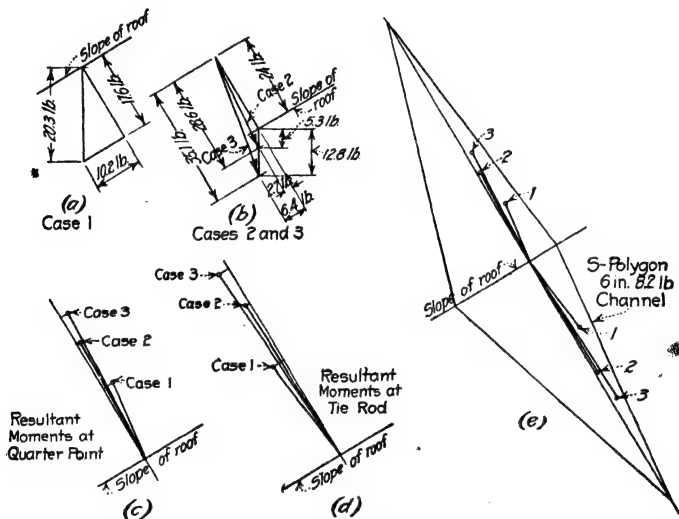 Slope of roof
20.3 lb.
17.6 lb.
10.2 lb.
(a)
Case 1
24 lb.
Case 2
Slope of
roof
28.6 lb.
35.1 lb.
Case 3
5.3 lb.
12.8 lb.
2.7 lb.
6.4 lb.
(b)
Cases 2 and 3
Case 3
Case 2
Case 1
Resultant
Moments at
Quarter Point
Slope of roof
(c)
Case 3
Case 2
Case 1
Resultant
Moments at
Tie Rod
Slope of roof
(d)
3
2
1
Slope of roof
S-Polygon
6 in. 8.2 lb
Channel
1
2
3
(e)